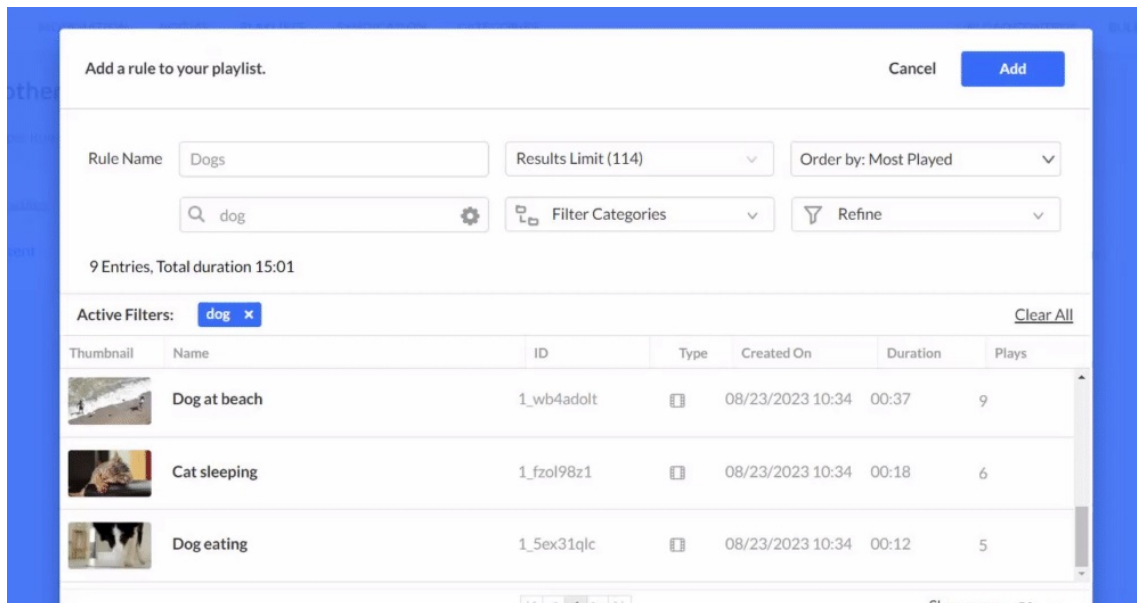 Add a rule to your playlist. Cancel Add
Rule Name Dogs Results Limit (114) Order by: Most Played
dog Filter Categories Refine
9 Entries, Total duration 15:01
Active Filters: dog × Clear All
Thumbnail Name ID Type Created On Duration Plays
Dog at beach 1_wb4adolt 08/23/2023 10:34 00:37 9
Cat sleeping 1_fzol98z1 08/23/2023 10:34 00:18 6
Dog eating 1_5ex31qlc 08/23/2023 10:34 00:12 5